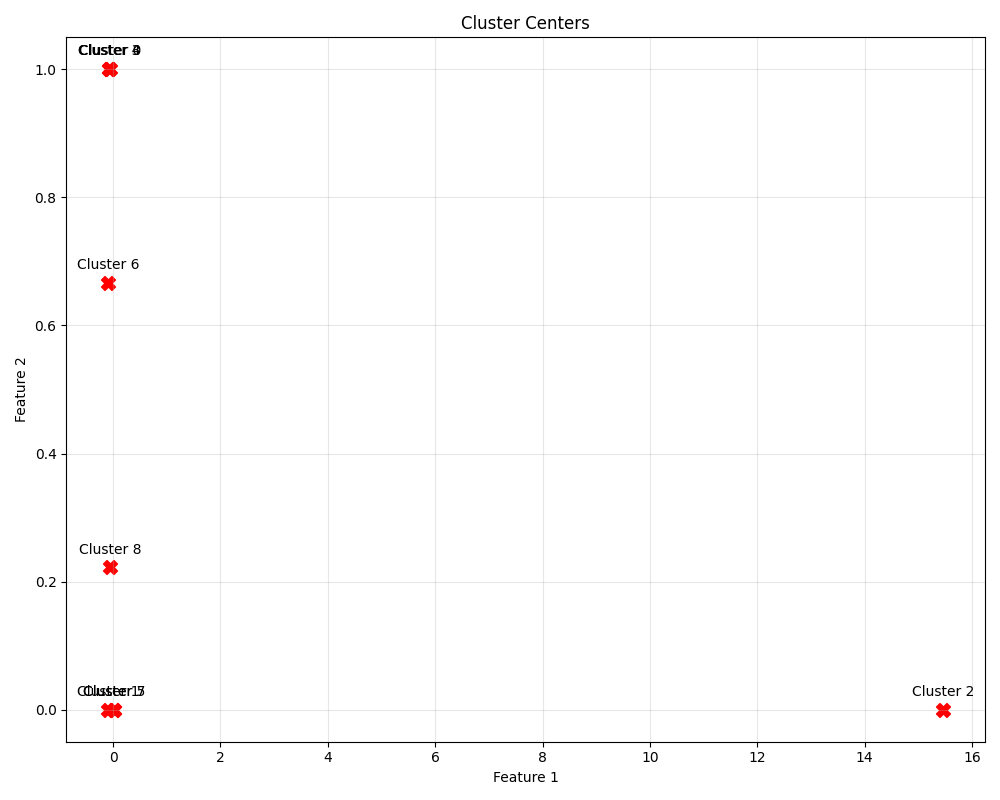 Cluster Centers
Cluster
1.0
Cluster 6
0.8
0.6
Feature 2
0.4
Cluster 8
0.2
Cluster 2
0.0
0 2 4 6 8 10 12 14 16
Feature 1